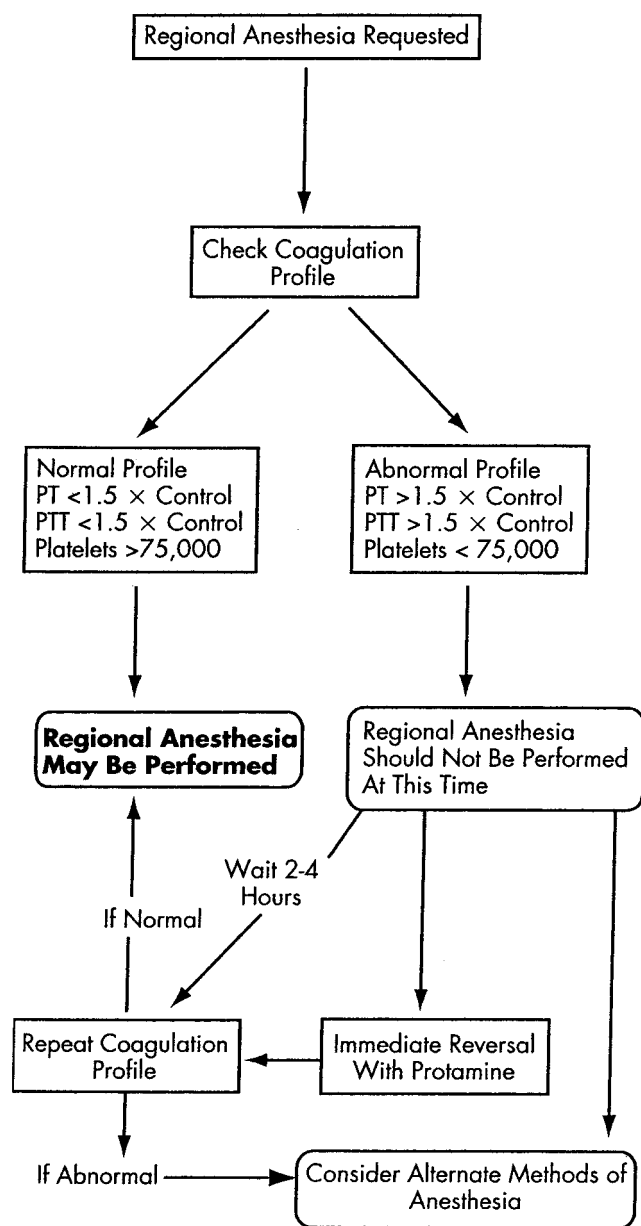 Regional Anesthesia Requested
Check Coagulation
Profile
Normal Profile
PT <1.5 × Control
PTT <1.5 × Control
Platelets >75,000
Abnormal Profile
PT >1.5 × Control
PTT >1.5 × Control
Platelets < 75,000
Regional Anesthesia
May Be Performed
Regional Anesthesia
Should Not Be Performed
At This Time
Wait 2-4
Hours
If Normal
Repeat Coagulation
Profile
Immediate Reversal
With Protamine
If Abnormal
Consider Alternate Methods of
Anesthesia